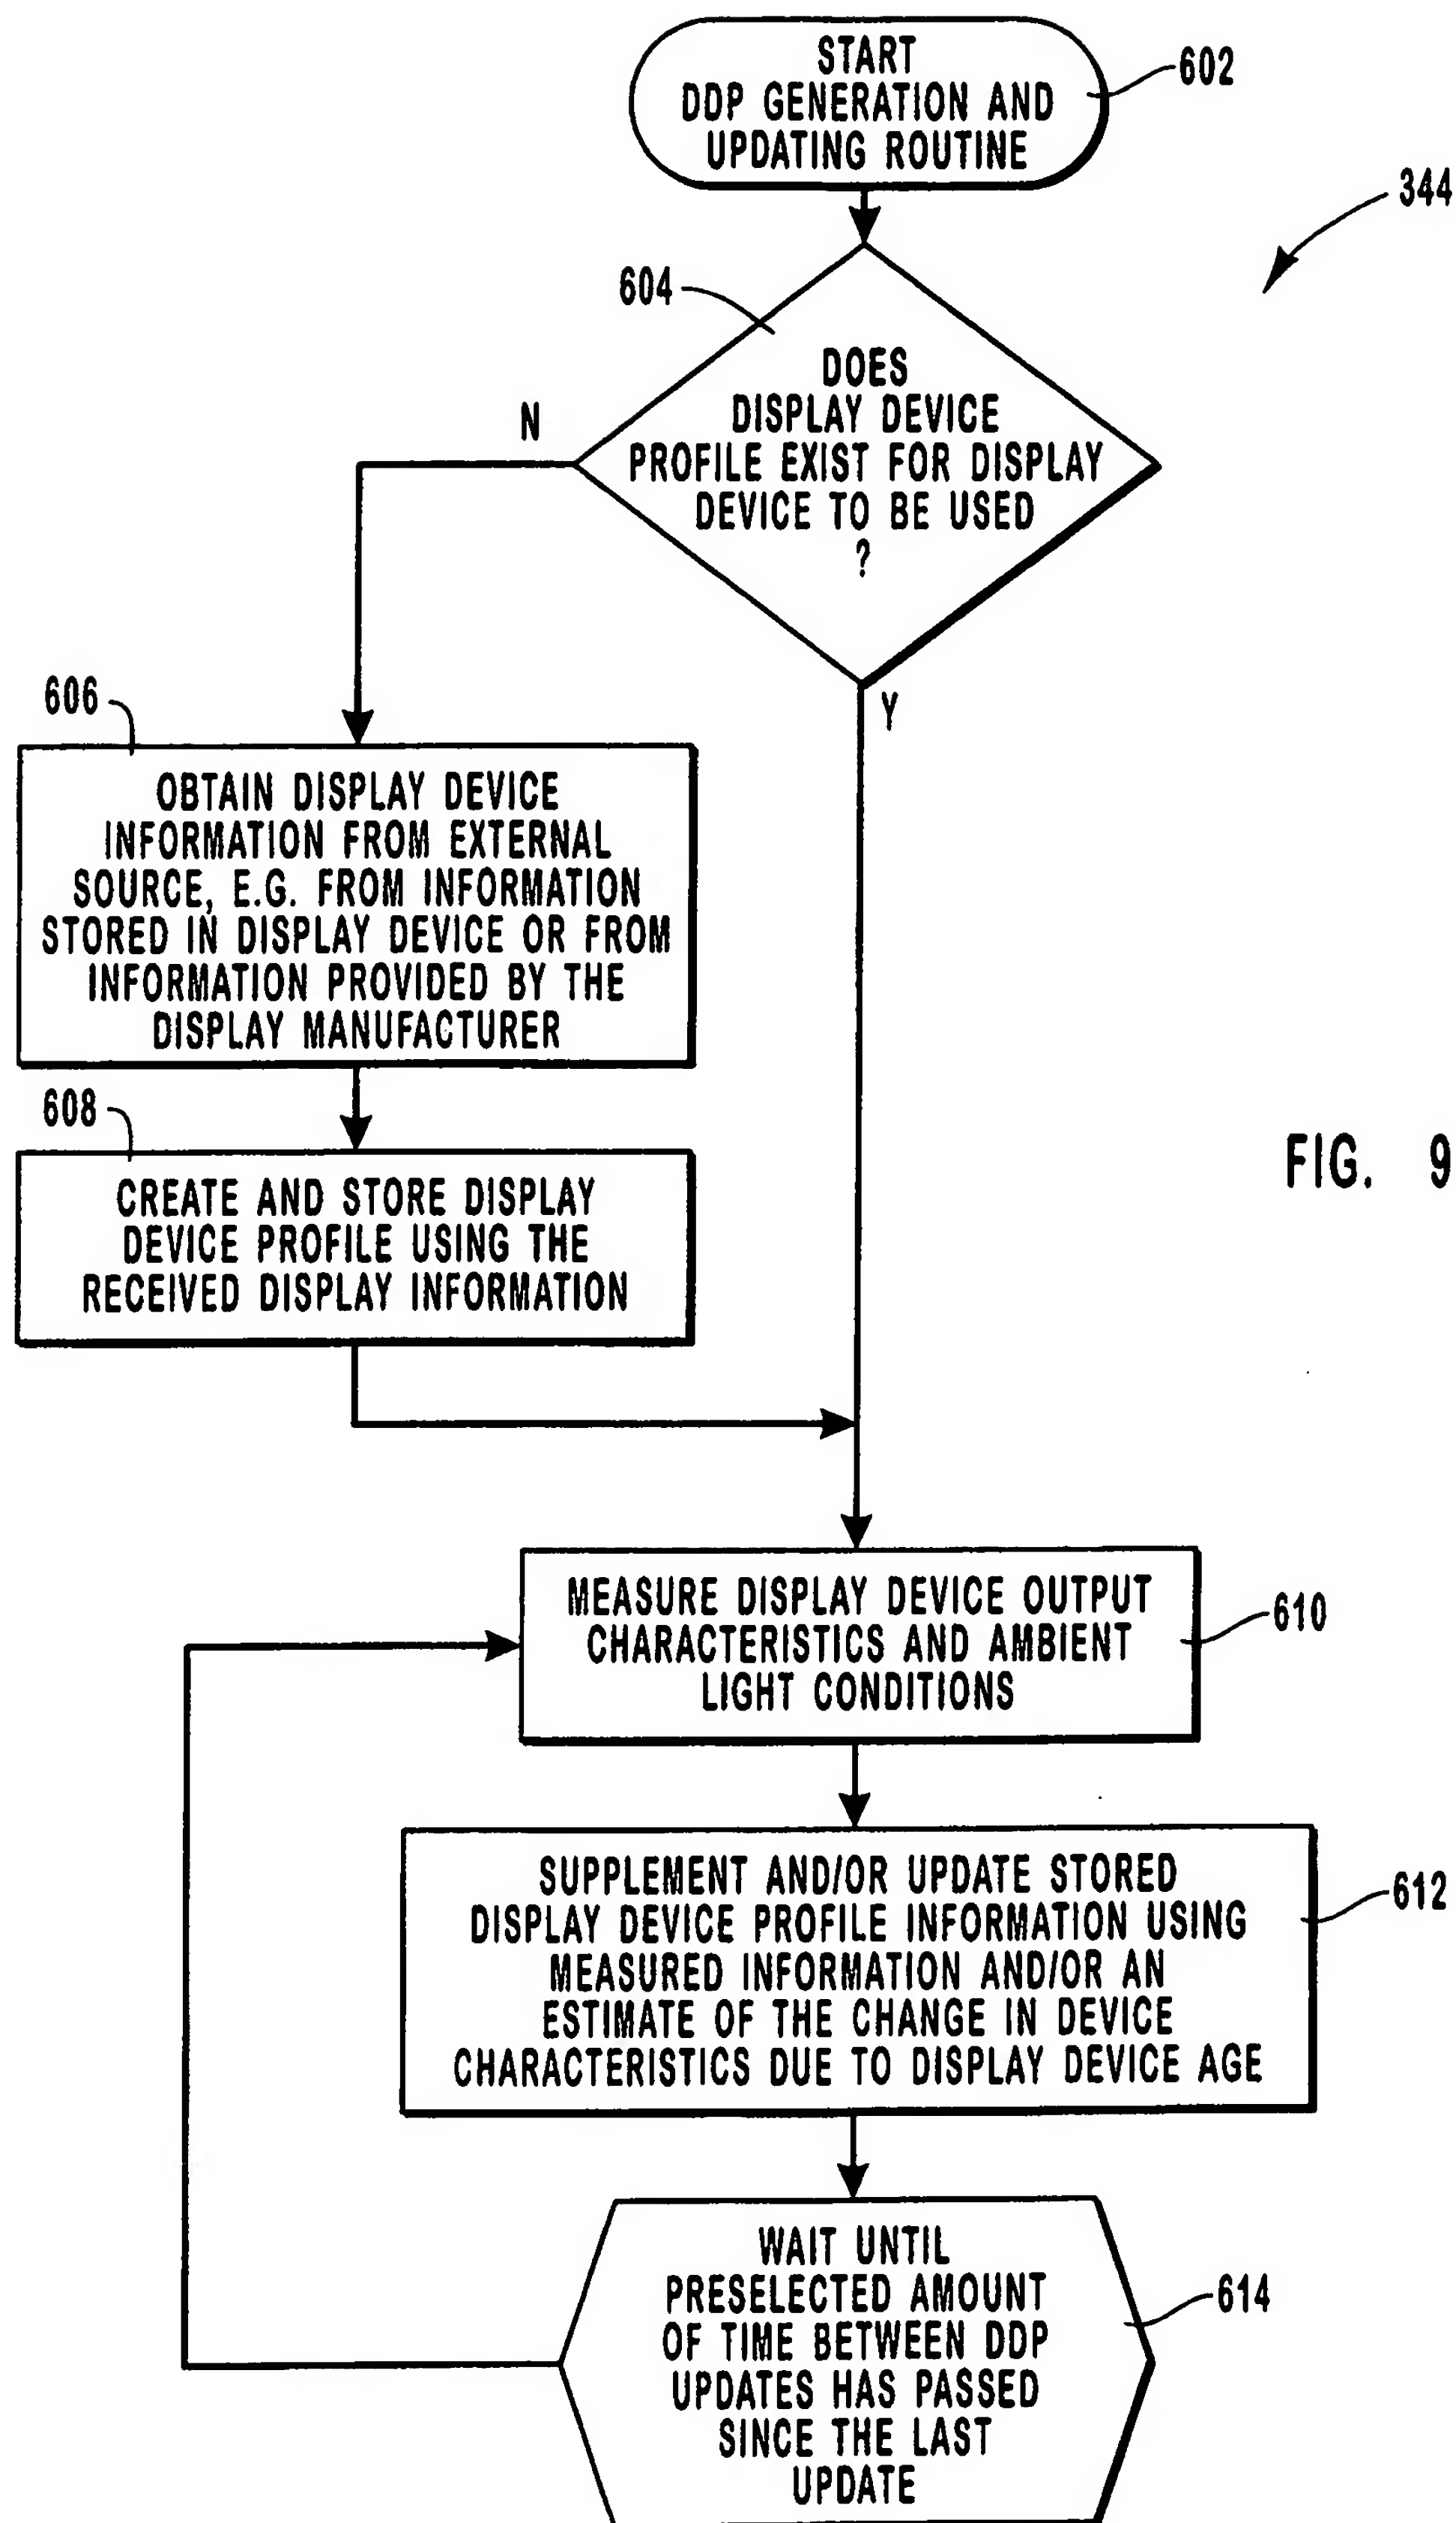 START
DDP GENERATION AND
UPDATING ROUTINE
602
344
604
DOES
DISPLAY DEVICE
PROFILE EXIST FOR DISPLAY
DEVICE TO BE USED
?
N
Y
606
OBTAIN DISPLAY DEVICE
INFORMATION FROM EXTERNAL
SOURCE, E.G. FROM INFORMATION
STORED IN DISPLAY DEVICE OR FROM
INFORMATION PROVIDED BY THE
DISPLAY MANUFACTURER
608
CREATE AND STORE DISPLAY
DEVICE PROFILE USING THE
RECEIVED DISPLAY INFORMATION
FIG. 9
MEASURE DISPLAY DEVICE OUTPUT
CHARACTERISTICS AND AMBIENT
LIGHT CONDITIONS
610
SUPPLEMENT AND/OR UPDATE STORED
DISPLAY DEVICE PROFILE INFORMATION USING
MEASURED INFORMATION AND/OR AN
ESTIMATE OF THE CHANGE IN DEVICE
CHARACTERISTICS DUE TO DISPLAY DEVICE AGE
612
WAIT UNTIL
PRESELECTED AMOUNT
OF TIME BETWEEN DDP
UPDATES HAS PASSED
SINCE THE LAST
UPDATE
614